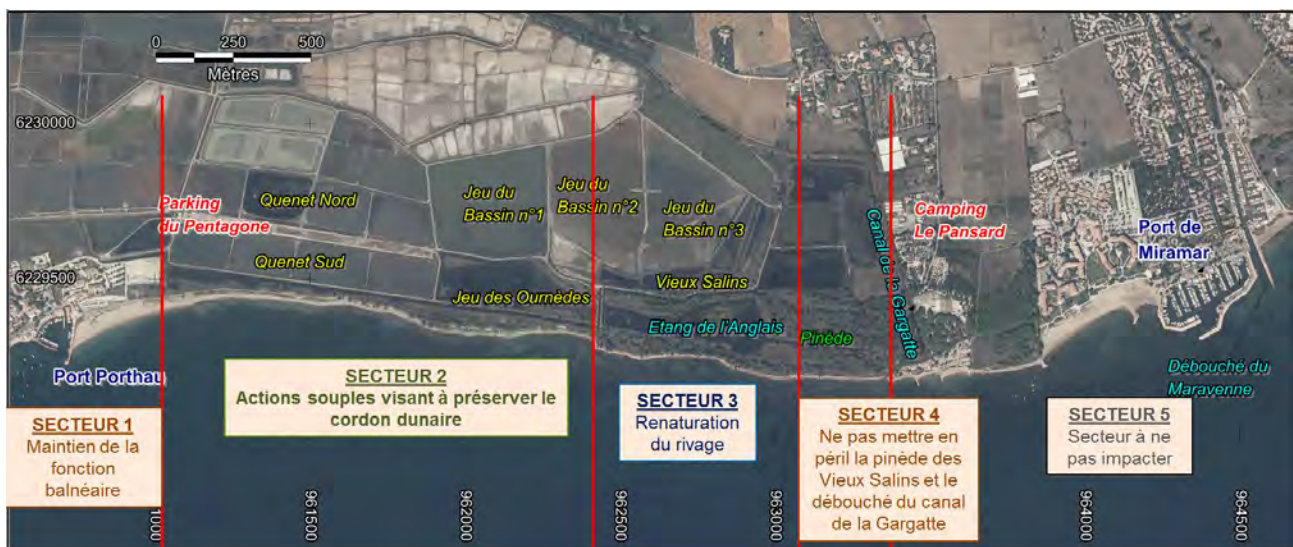 0 250 500
Mètres
6230000
Parking
du Pentagone
Quenet Nord
Jeu du
Bassin n°1
Jeu du
Bassin n°2
Jeu du
Bassin n°3
Canal de la Gargatte
Camping
Le Pansard
Port de
Miramar
6229500
Quenet Sud
Jeu des Ournèdes
Vieux Salins
Etang de l'Anglais
Pinède
Port Porthau
Débouché du
Maravenne
SECTEUR 1
Maintien de la
fonction
balnéaire
SECTEUR 2
Actions souples visant à préserver le
cordon dunaire
SECTEUR 3
Renaturation
du rivage
SECTEUR 4
Ne pas mettre en
péril la pinède des
Vieux Salins et le
débouché du canal
de la Gargatte
SECTEUR 5
Secteur à ne
pas impacter
1000
961500
962000
962500
963000
964000
964500